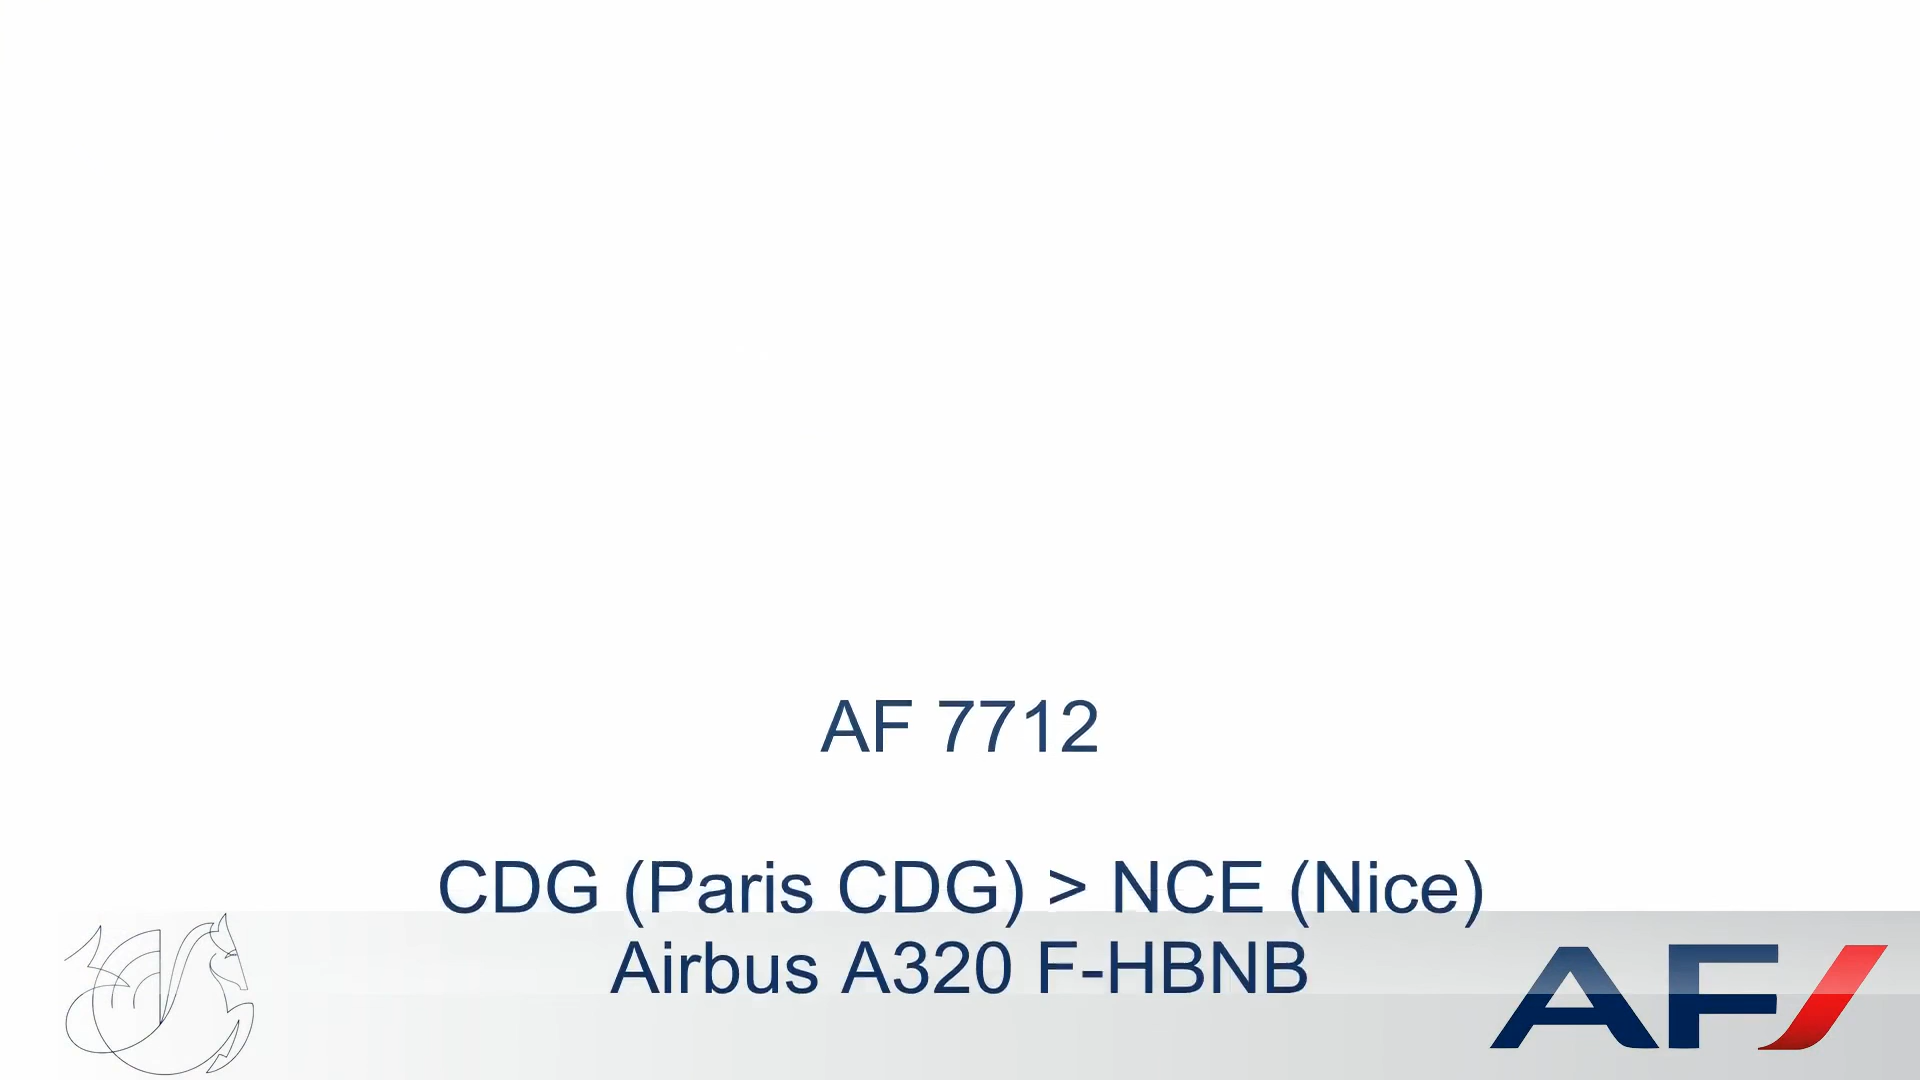 AF 7712
CDG (Paris CDG) > NCE (Nice)
Airbus A320 F-HBNB
AF